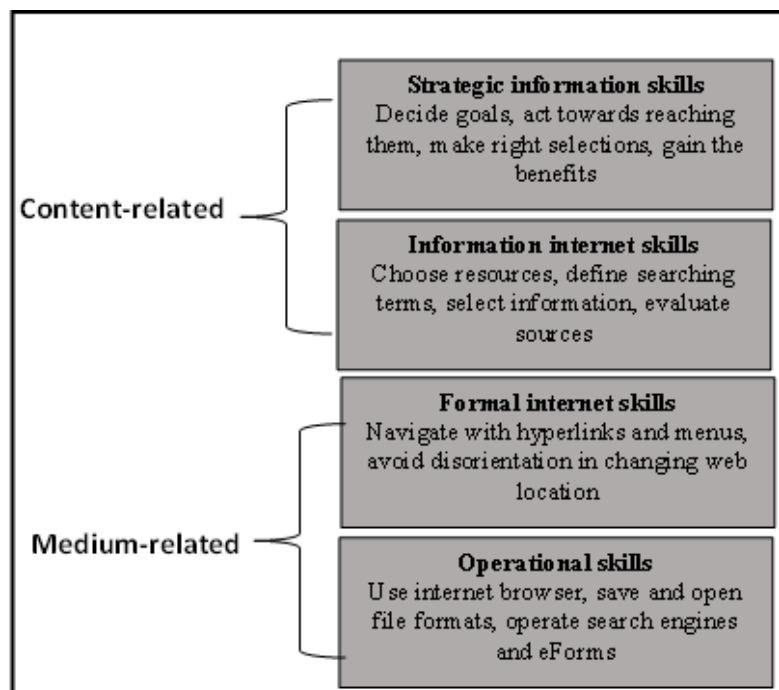 Strategic information skills
Decide goals, act towards reaching
them, make right selections, gain the
benefits
Content-related
Information internet skills
Choose resources, define searching
terms, select information, evaluate
sources
Formal internet skills
Navigate with hyperlinks and menus,
avoid disorientation in changing web
location
Medium-related
Operational skills
Use internet browser, save and open
file formats, operate search engines
and eForms